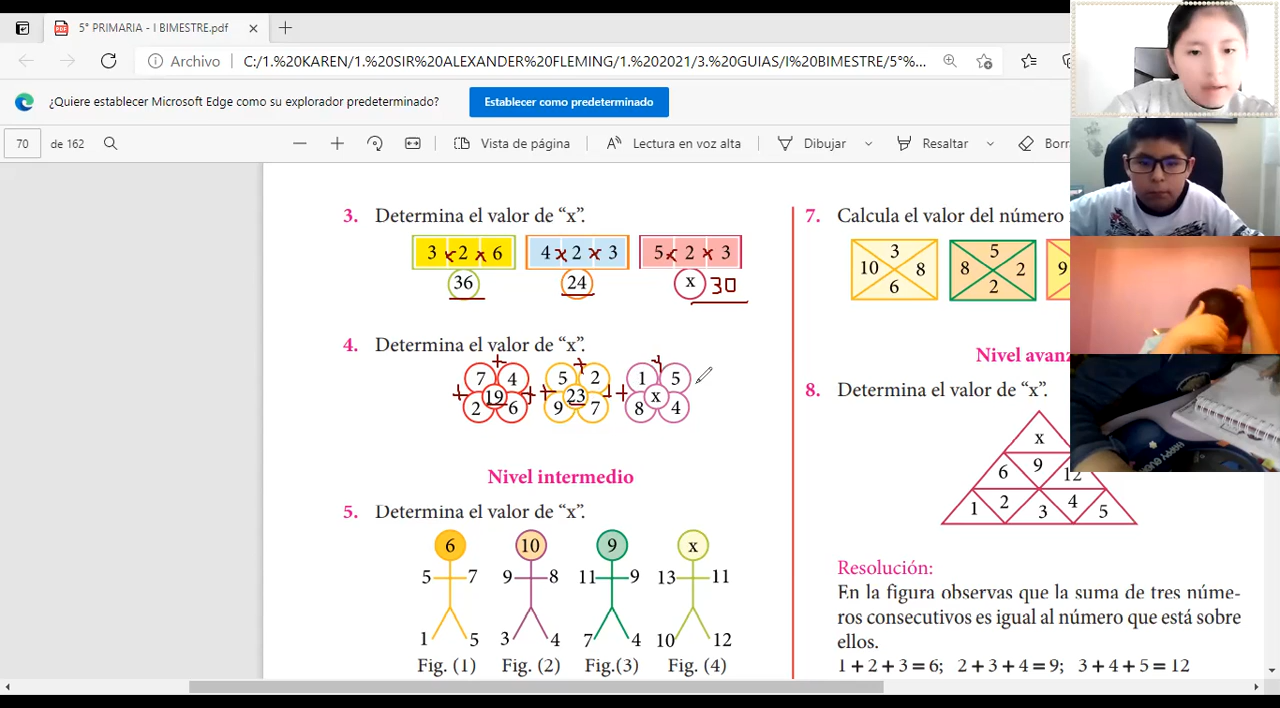 5° PRIMARIA - I BIMESTRE.pdf
Archivo C:/1.%20KAREN/1.%20SIR%20ALEXANDER%20FLEMING/1.%202021/3.%20GUIAS/I%20BIMESTRE/5°%...
¿Quiere establecer Microsoft Edge como su explorador predeterminado? Establecer como predeterminado
70 de 162 Vista de página Lectura en voz alta Dibujar Resaltar Borr
3. Determina el valor de “x”.
3 x 2 x 6 4 x 2 x 3 5 x 2 x 3
36 24 x 30
4. Determina el valor de “x”.
7 + 4 5 + 2 1 + 5
+ 19 + + 23 + + x
2 6 9 7 8 4
Nivel intermedio
5. Determina el valor de “x”.
6 10 9 x
5 7 9 8 11 9 13 11
1 5 3 4 7 4 10 12
Fig. (1) Fig. (2) Fig.(3) Fig. (4)
7. Calcula el valor del número
3 5
10 8 8 2 9
6 2
Nivel avanz
8. Determina el valor de “x”.
x
6 9 12
1 2 3 4 5
Resolución:
En la figura observas que la suma de tres núme-
ros consecutivos es igual al número que está sobre
ellos.
1 + 2 + 3 = 6; 2 + 3 + 4 = 9; 3 + 4 + 5 = 12